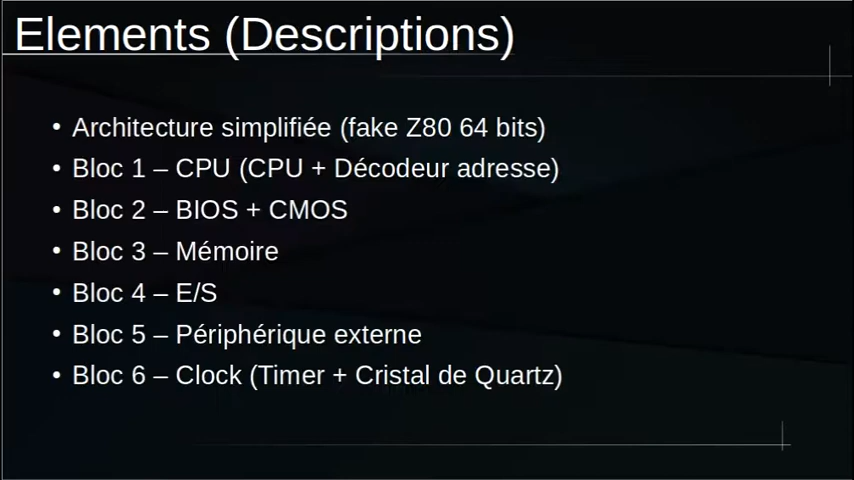 Elements (Descriptions)
• Architecture simplifiée (fake Z80 64 bits)
• Bloc 1 – CPU (CPU + Décodeur adresse)
• Bloc 2 – BIOS + CMOS
• Bloc 3 – Mémoire
• Bloc 4 – E/S
• Bloc 5 – Périphérique externe
• Bloc 6 – Clock (Timer + Cristal de Quartz)